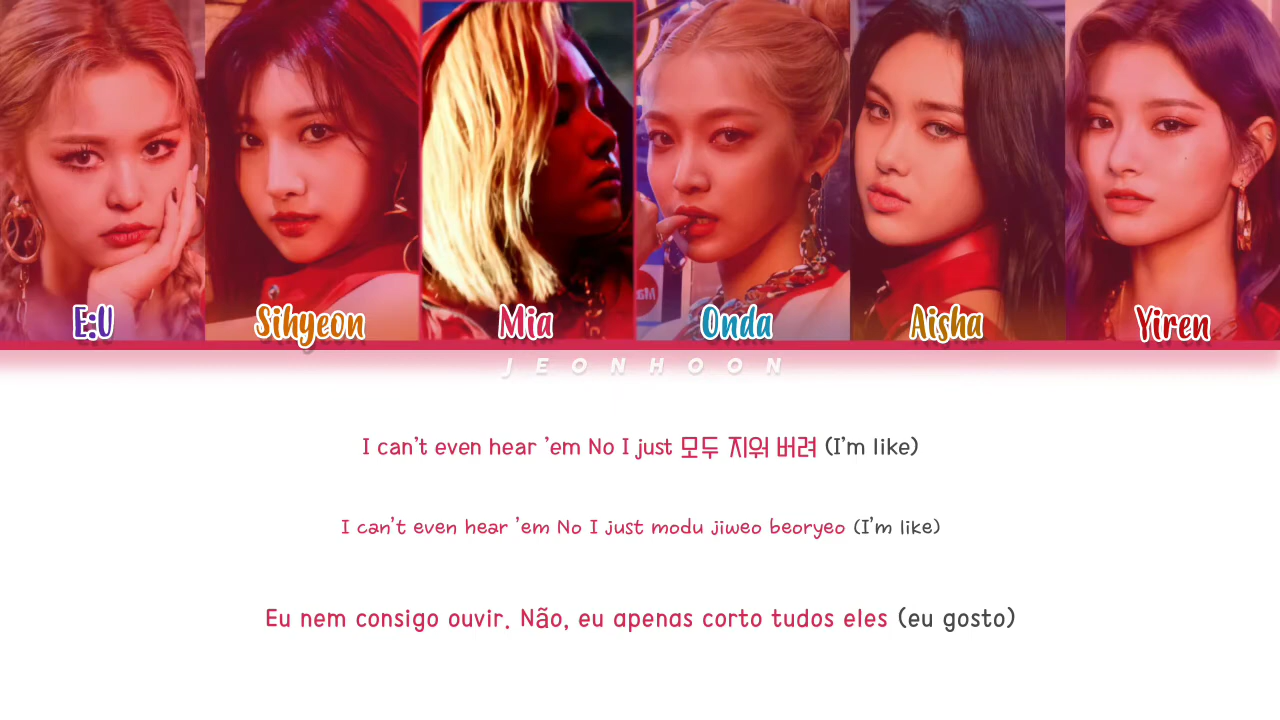 E:U Sihyeon Mia Onda Aisha Yiren
JEONHOON
I can't even hear 'em No I just 모두 지워 버려 (I'm like)
I can't even hear 'em No I just modu jiweo beoryeo (I'm like)
Eu nem consigo ouvir. Não, eu apenas corto tudos eles (eu gosto)